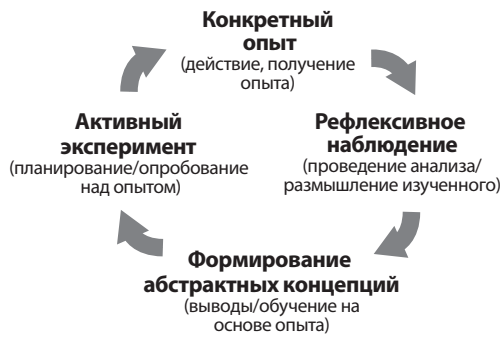 Конкретный
опыт
(действие, получение
опыта)
Рефлексивное
наблюдение
(проведение анализа/
размышление изученного)
Формирование
абстрактных концепций
(выводы/обучение на
основе опыта)
Активный
эксперимент
(планирование/опробование
над опытом)